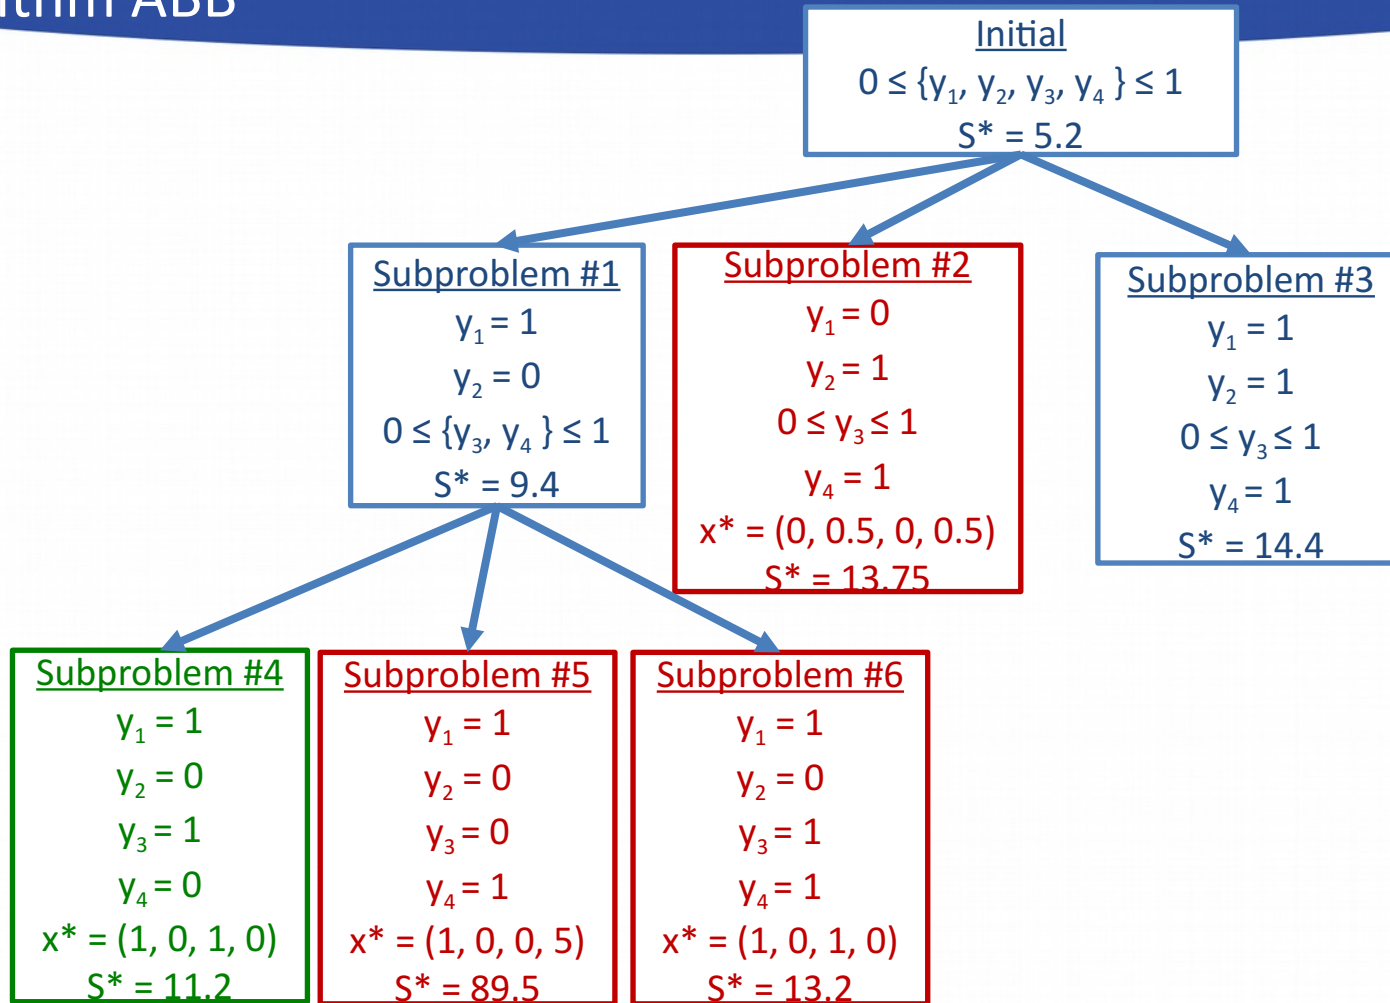 ithm ABB
Initial
0 ≤ {y₁, y₂, y₃, y₄ } ≤ 1
S* = 5.2
Subproblem #1
y₁ = 1
y₂ = 0
0 ≤ {y₃, y₄ } ≤ 1
S* = 9.4
Subproblem #2
y₁ = 0
y₂ = 1
0 ≤ y₃ ≤ 1
y₄ = 1
x* = (0, 0.5, 0, 0.5)
S* = 13.75
Subproblem #3
y₁ = 1
y₂ = 1
0 ≤ y₃ ≤ 1
y₄ = 1
S* = 14.4
Subproblem #4
y₁ = 1
y₂ = 0
y₃ = 1
y₄ = 0
x* = (1, 0, 1, 0)
S* = 11.2
Subproblem #5
y₁ = 1
y₂ = 0
y₃ = 0
y₄ = 1
x* = (1, 0, 0, 5)
S* = 89.5
Subproblem #6
y₁ = 1
y₂ = 0
y₃ = 1
y₄ = 1
x* = (1, 0, 1, 0)
S* = 13.2